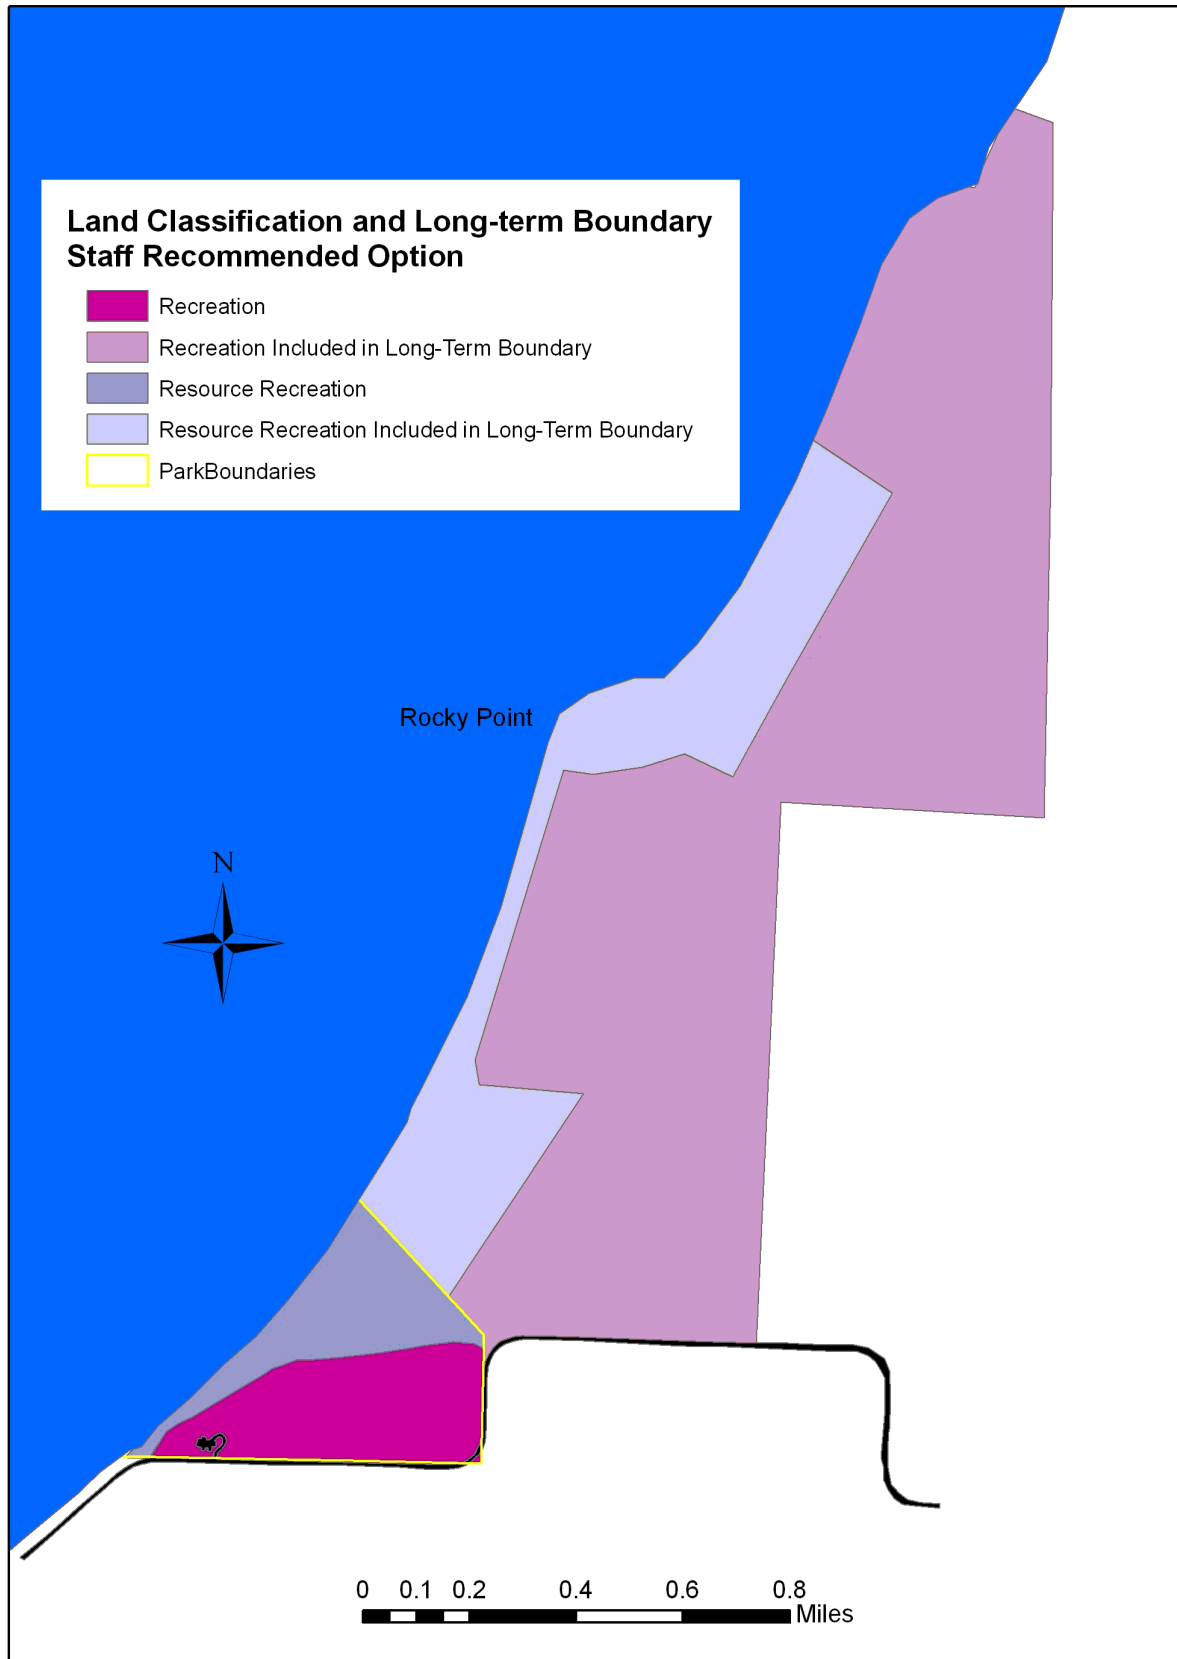 Land Classification and Long-term Boundary
Staff Recommended Option
Recreation
Recreation Included in Long-Term Boundary
Resource Recreation
Resource Recreation Included in Long-Term Boundary
ParkBoundaries
Rocky Point
N
0 0.1 0.2 0.4 0.6 0.8
Miles